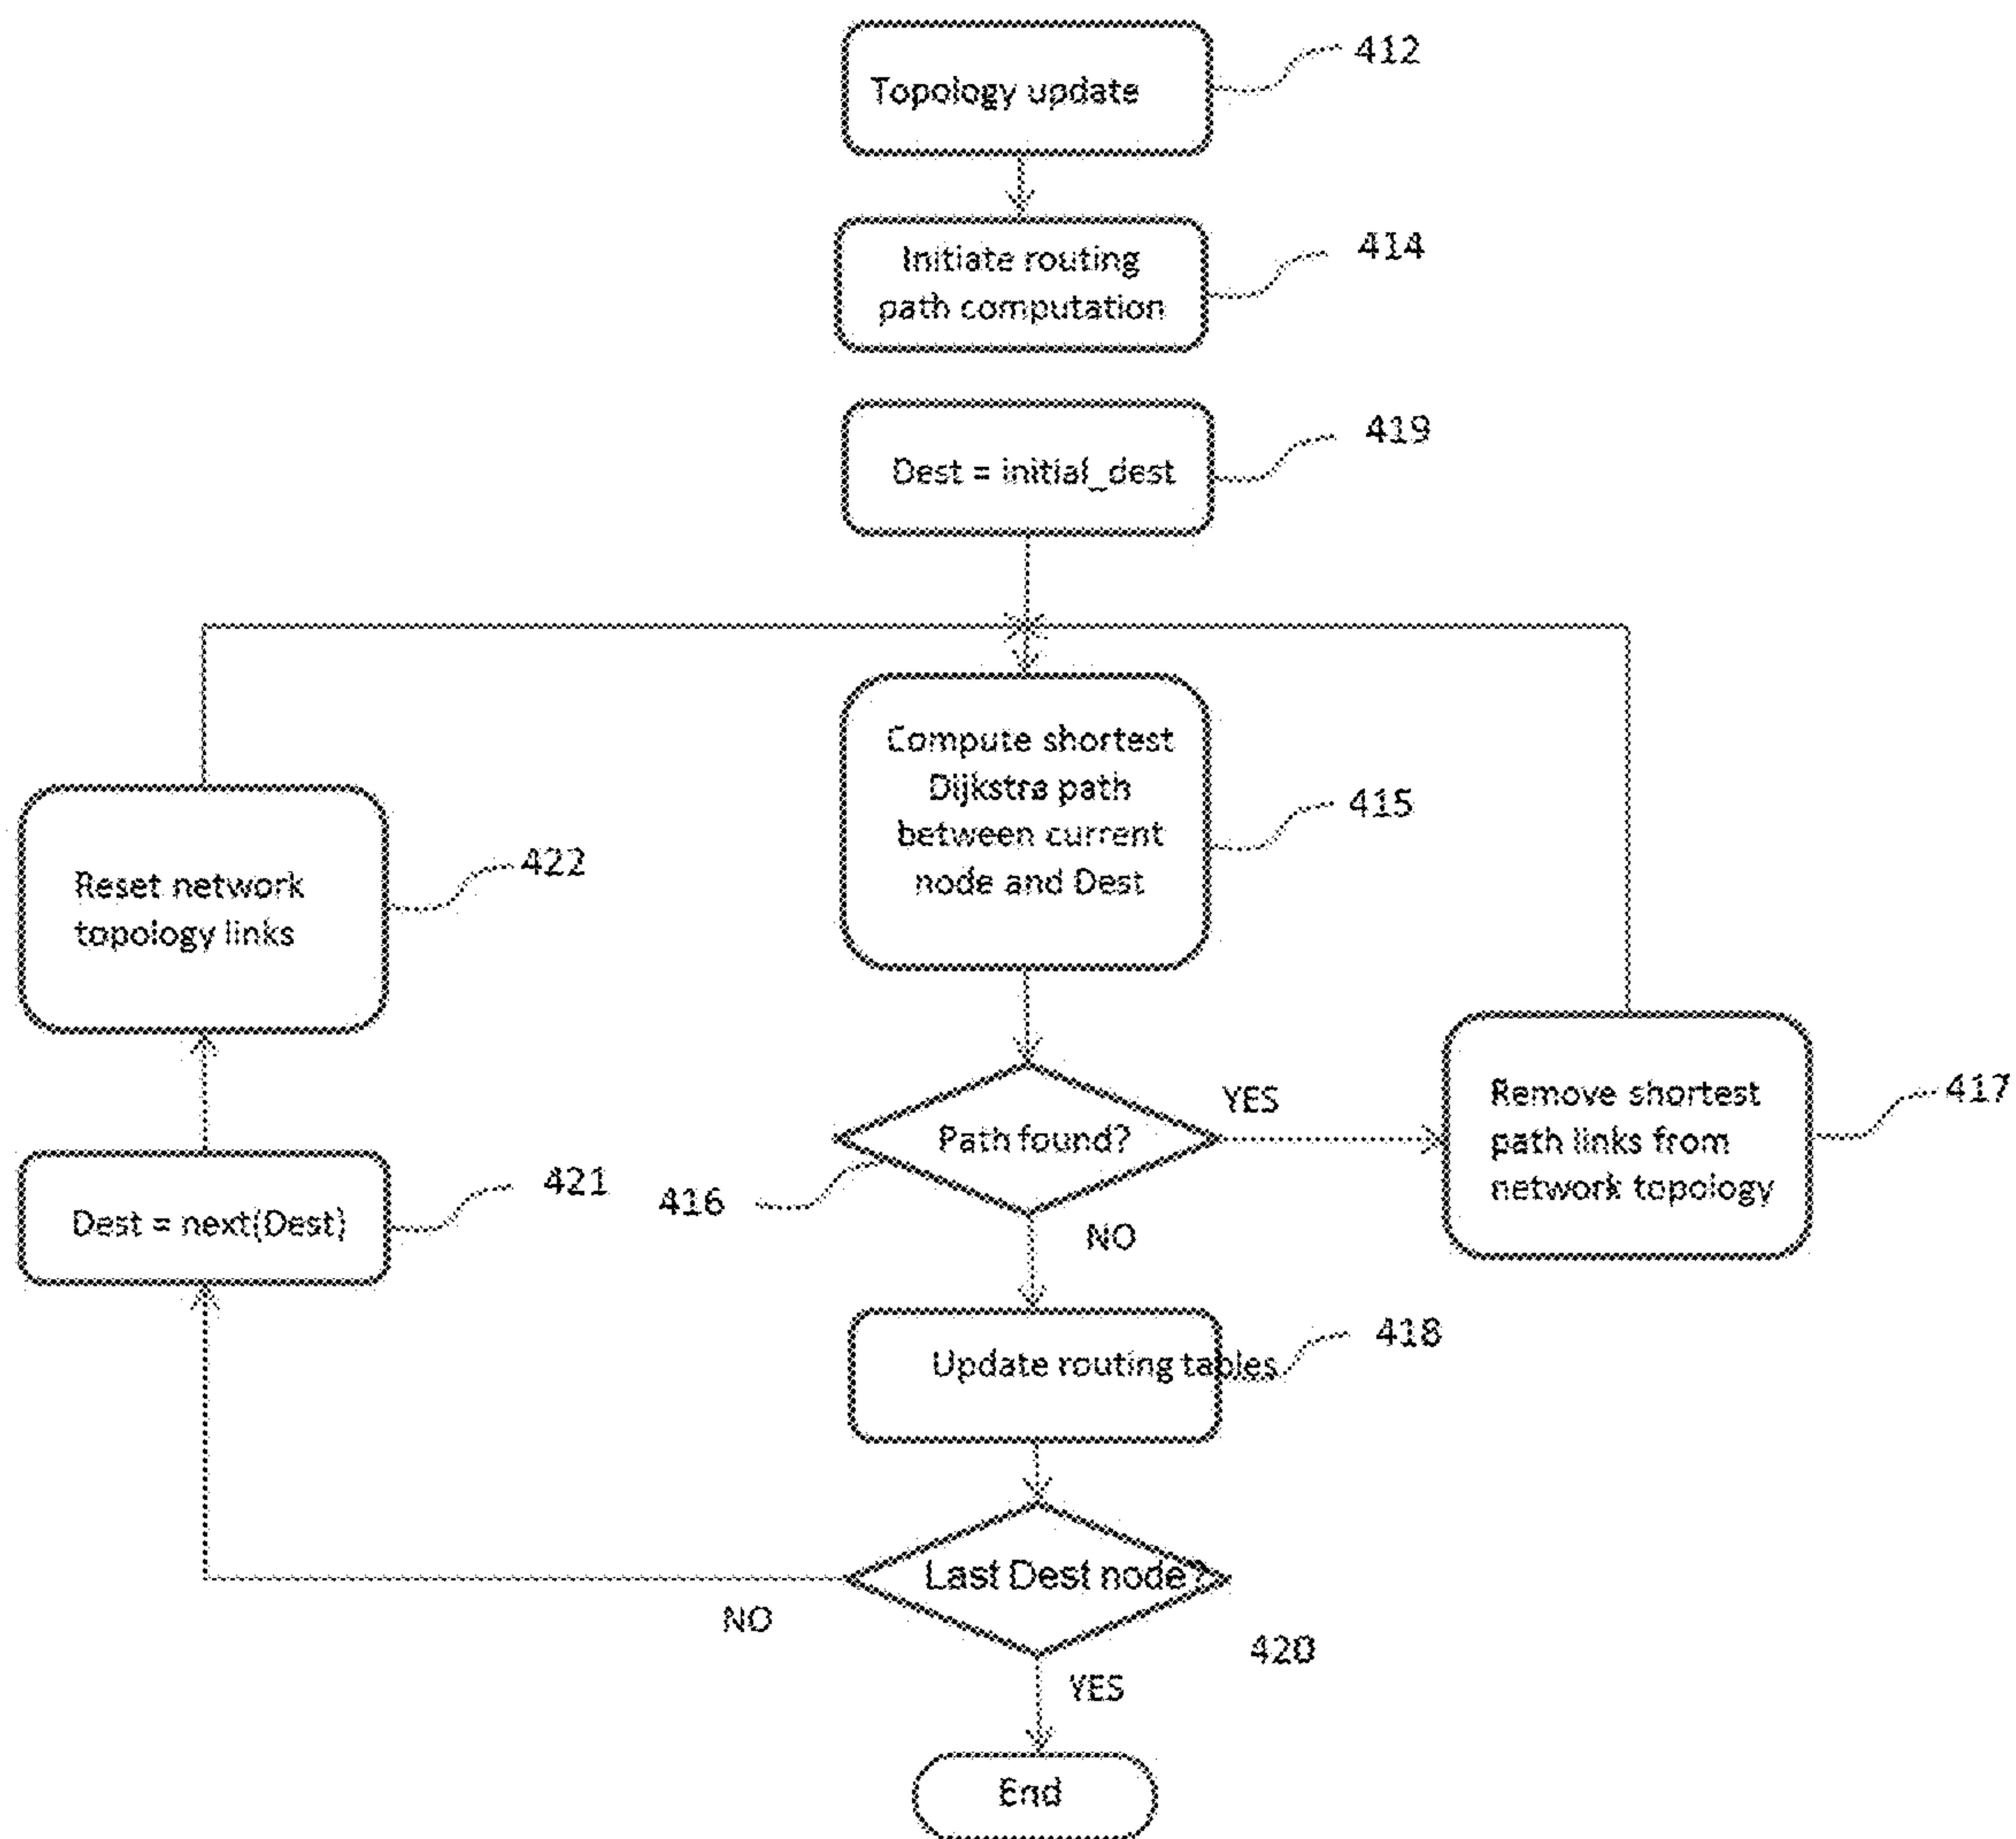 Topology update
412
Initiate routing
path computation
414
Dest = initial_dest
419
Compute shortest
Dijkstra path
between current
node and Dest
415
Reset network
topology links
422
Path found?
416
YES
NO
Remove shortest
path links from
network topology
417
Dest = next(Dest)
421
Update routing tables
418
Last Dest node?
420
NO
YES
End